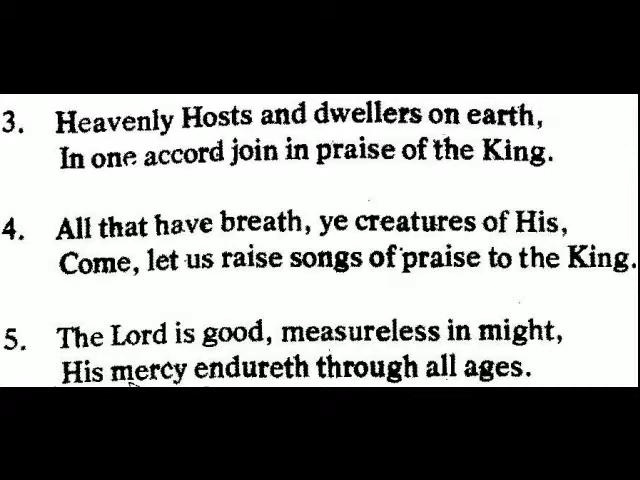 3. Heavenly Hosts and dwellers on earth,
In one accord join in praise of the King.
4. All that have breath, ye creatures of His,
Come, let us raise songs of praise to the King.
5. The Lord is good, measureless in might,
His mercy endureth through all ages.